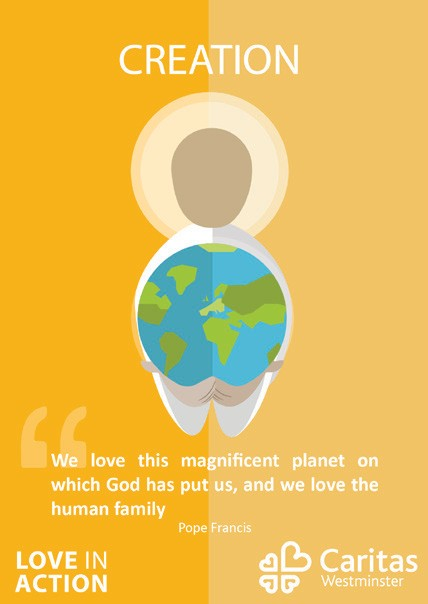 CREATION
We love this magnificent planet on
which God has put us, and we love the
human family
Pope Francis
LOVE IN
ACTION
Caritas
Westminster